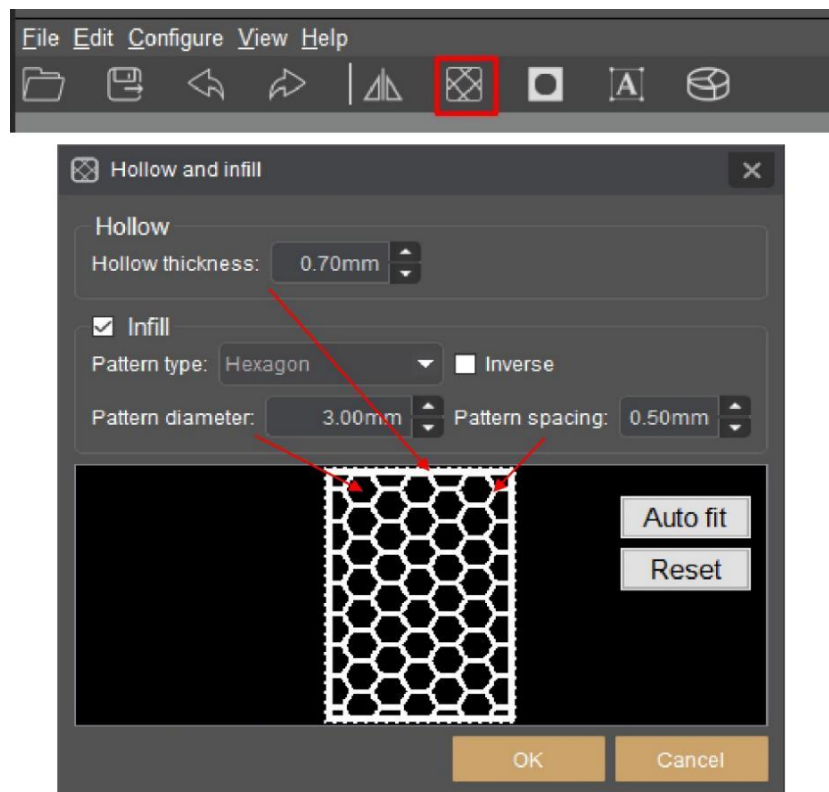 File Edit Configure View Help
A
Hollow and infill
Hollow
Hollow thickness: 0.70mm
Infill
Pattern type: Hexagon Inverse
Pattern diameter: 3.00mm Pattern spacing: 0.50mm
Auto fit
Reset
OK Cancel